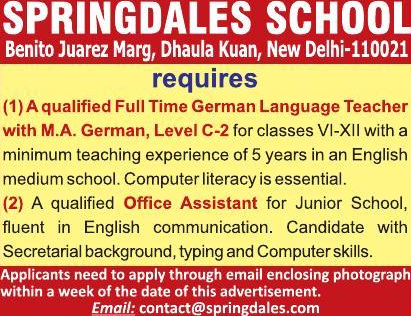 SPRINGDALES SCHOOL
Benito Juarez Marg, Dhaula Kuan, New Delhi-110021
requires
(1) A qualified Full Time German Language Teacher
with M.A. German, Level C-2 for classes VI-XII with a
minimum teaching experience of 5 years in an English
medium school. Computer literacy is essential.
(2) A qualified Office Assistant for Junior School,
fluent in English communication. Candidate with
Secretarial background, typing and Computer skills.
Applicants need to apply through email enclosing photograph
within a week of the date of this advertisement.
Email: contact@springdales.com